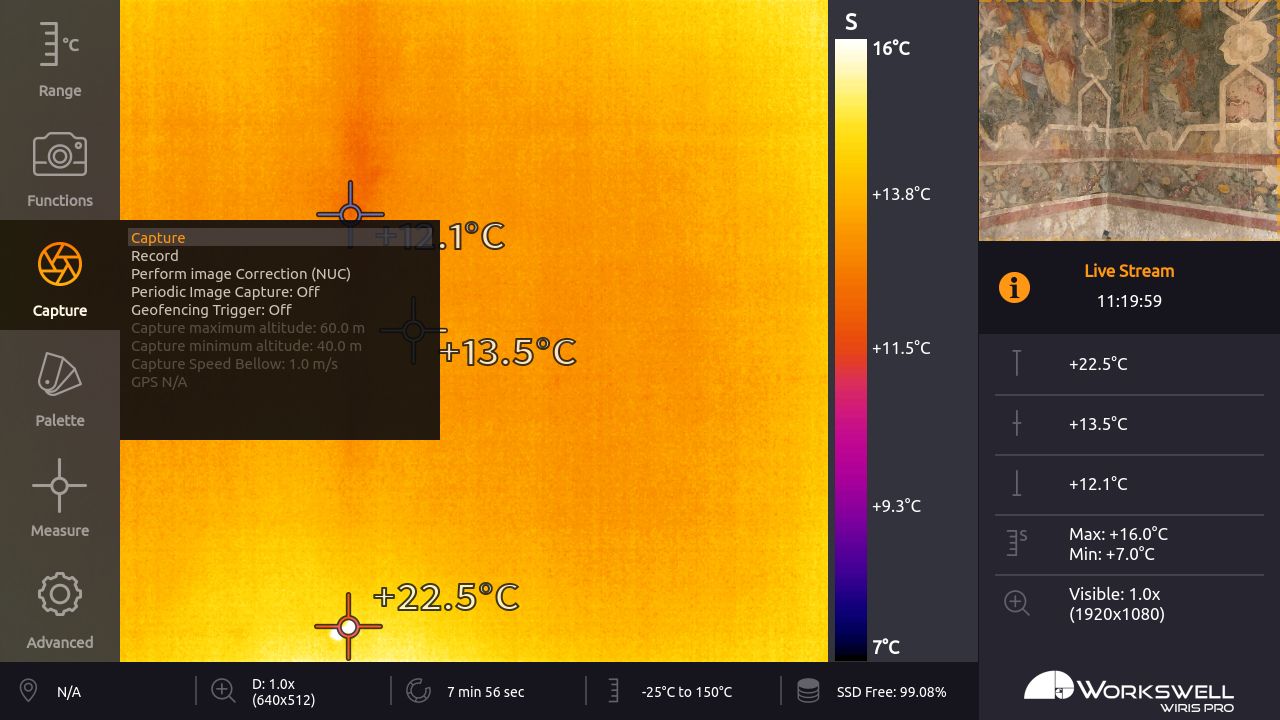 °C
Range
Functions
Capture
Palette
Measure
Advanced
Capture
Record
Perform image Correction (NUC)
Periodic Image Capture: Off
Geofencing Trigger: Off
Capture maximum altitude: 60.0 m
Capture minimum altitude: 40.0 m
Capture Speed Bellow: 1.0 m/s
GPS N/A
+12.1°C
+13.5°C
+22.5°C
S
16°C
+13.8°C
+11.5°C
+9.3°C
7°C
i
Live Stream
11:19:59
+22.5°C
+13.5°C
+12.1°C
S
Max: +16.0°C
Min: +7.0°C
Visible: 1.0x
(1920x1080)
N/A
D: 1.0x
(640x512)
7 min 56 sec
-25°C to 150°C
SSD Free: 99.08%
WORKSWELL
WIRIS PRO